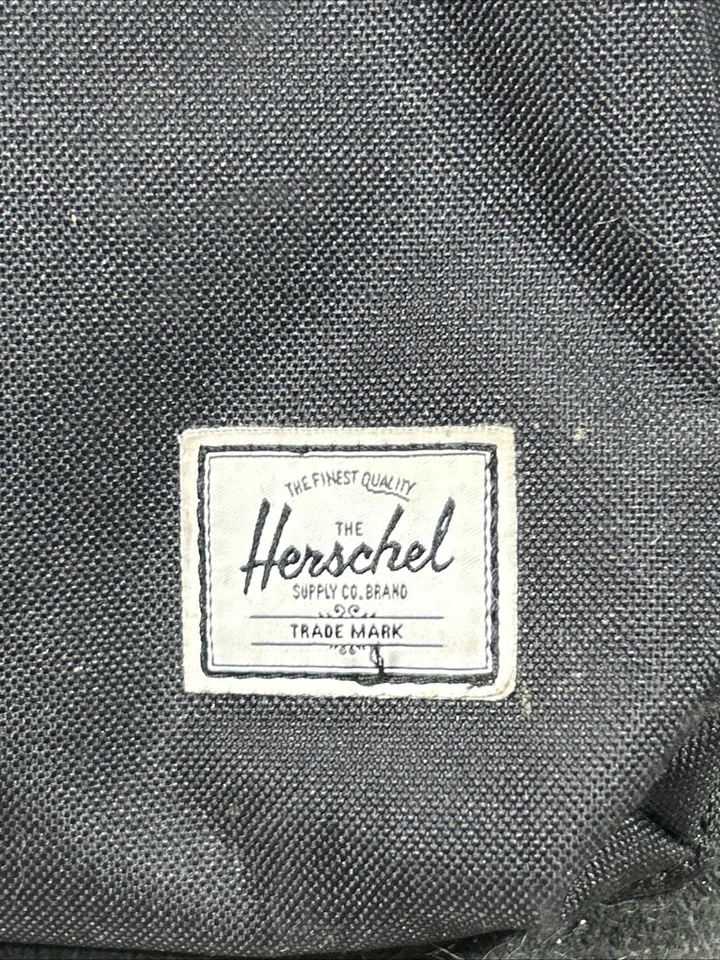 THE FINEST QUALITY
THE
Herschel
SUPPLY CO. BRAND
TRADE MARK